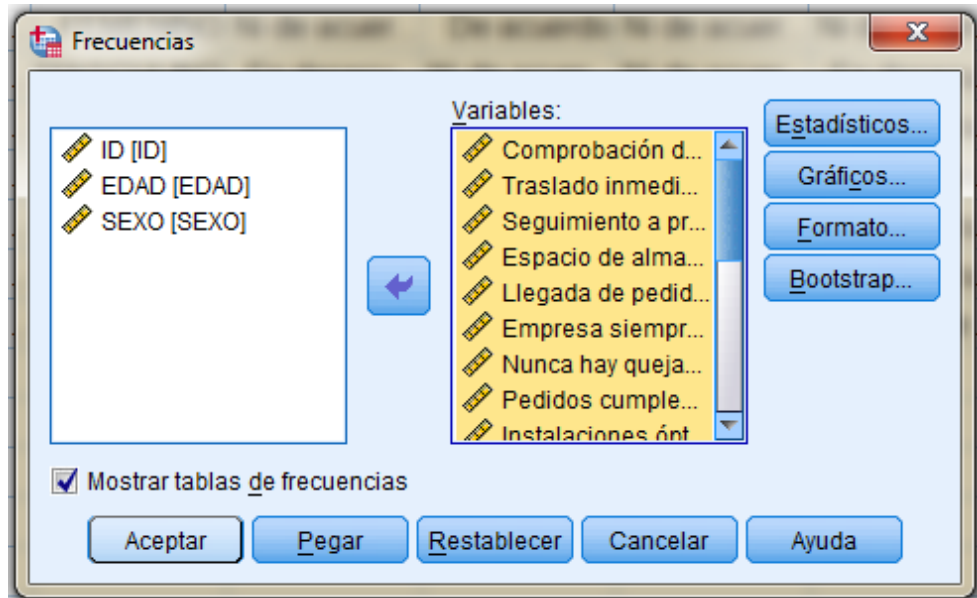 Frecuencias
Variables:
ID [ID]
EDAD [EDAD]
SEXO [SEXO]
Comprobación d...
Traslado inmedi...
Seguimiento a pr...
Espacio de alma...
Llegada de pedid...
Empresa siempr...
Nunca hay queja...
Pedidos cumple...
Instalaciones ópt...
Estadísticos...
Gráficos...
Formato...
Bootstrap...
Mostrar tablas de frecuencias
Aceptar
Pegar
Restablecer
Cancelar
Ayuda